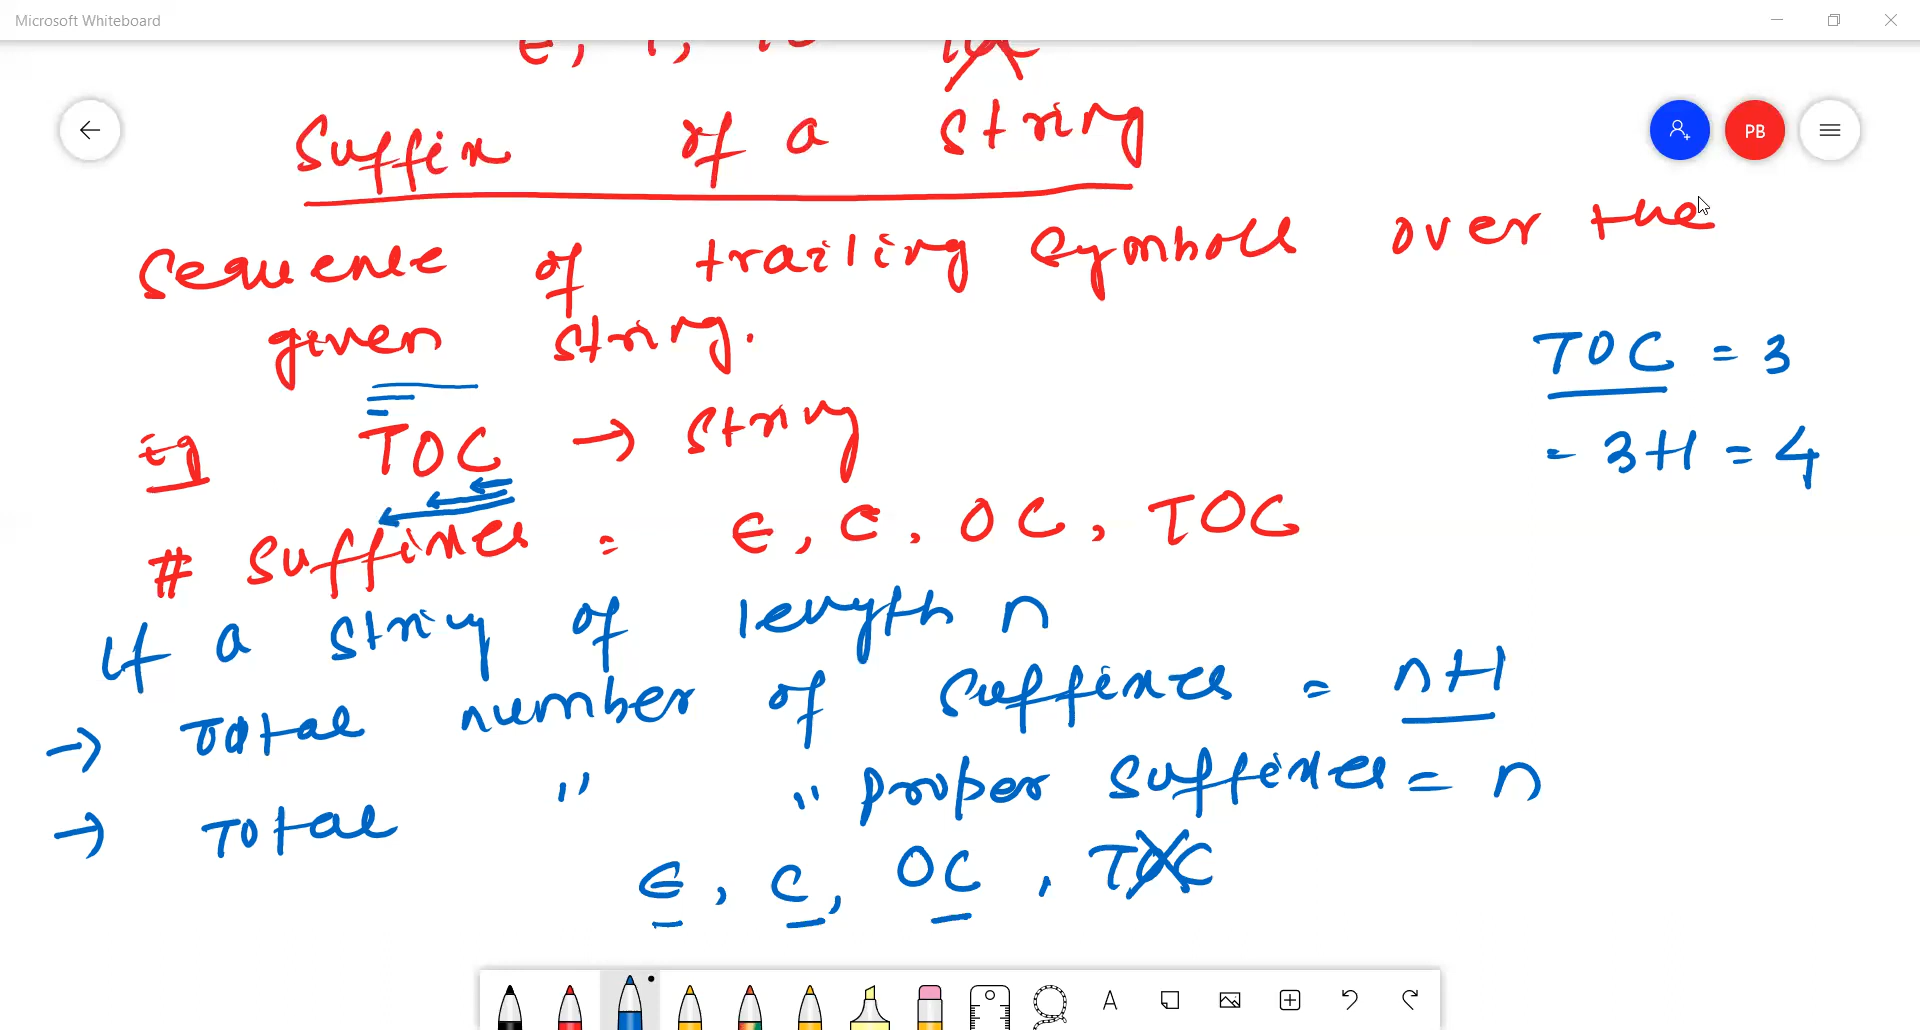 Microsoft Whiteboard
Suffix of a string
PB
Sequence of trailing symbols over the
given string.
TOC = 3
Eg TOC → string
= 3+1 = 4
# suffixes = ε, C, OC, TOC
If a string of length n
→ Total number of suffixes = n+1
→ Total " " proper suffixes = n
ε, C, OC, TOC
A